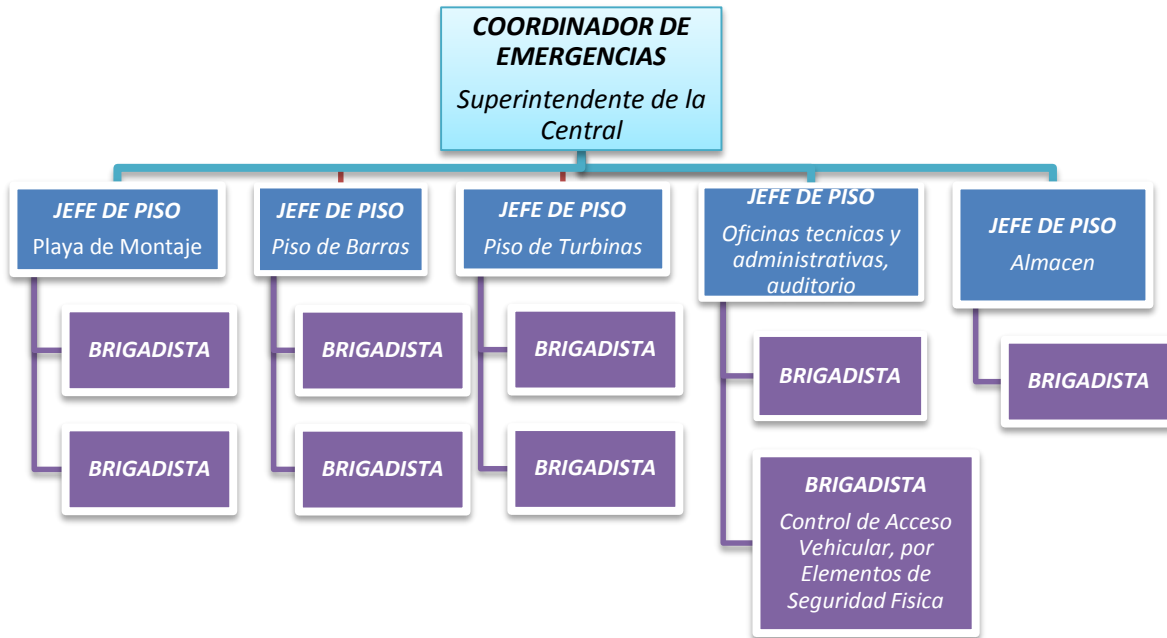 COORDINADOR DE
EMERGENCIAS
Superintendente de la
Central
JEFE DE PISO
Playa de Montaje
BRIGADISTA
BRIGADISTA
JEFE DE PISO
Piso de Barras
BRIGADISTA
BRIGADISTA
JEFE DE PISO
Piso de Turbinas
BRIGADISTA
BRIGADISTA
JEFE DE PISO
Oficinas tecnicas y
administrativas,
auditorio
BRIGADISTA
BRIGADISTA
Control de Acceso
Vehicular, por
Elementos de
Seguridad Fisica
JEFE DE PISO
Almacen
BRIGADISTA